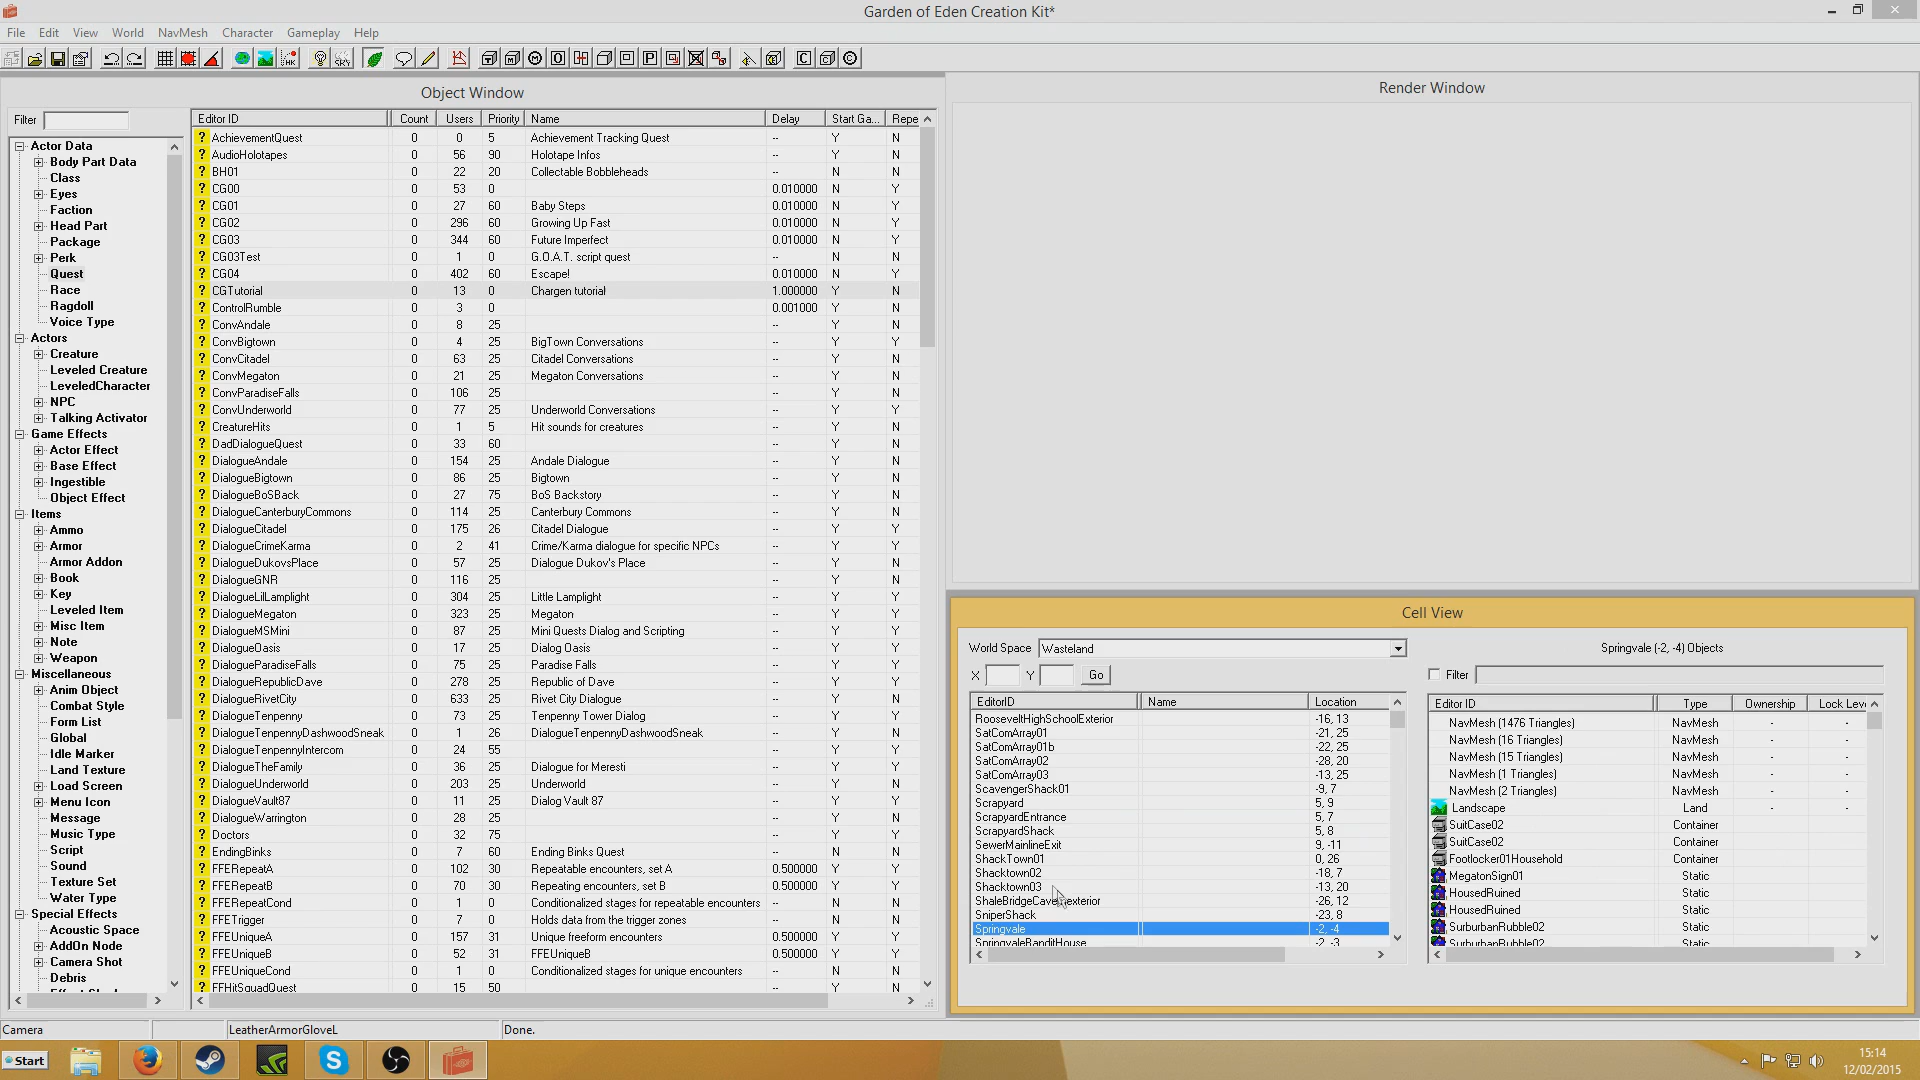 Garden of Eden Creation Kit*
File Edit View World NavMesh Character Gameplay Help
Object Window
Filter
Actor Data
Body Part Data
Class
Eyes
Faction
Head Part
Package
Perk
Quest
Race
Ragdoll
Voice Type
Actors
Creature
Leveled Creature
LeveledCharacter
NPC
Talking Activator
Game Effects
Actor Effect
Base Effect
Ingestible
Object Effect
Items
Ammo
Armor
Armor Addon
Book
Key
Leveled Item
Misc Item
Note
Weapon
Miscellaneous
Anim Object
Combat Style
Form List
Global
Idle Marker
Land Texture
Load Screen
Menu Icon
Message
Music Type
Script
Sound
Texture Set
Water Type
Special Effects
Acoustic Space
AddOn Node
Camera Shot
Debris
Editor ID Count Users Priority Name Delay Start Ga... Repe
? AchievementQuest 0 0 5 Achievement Tracking Quest -- Y N
? AudioHolotapes 0 56 90 Holotape Infos -- Y N
? BH01 0 22 20 Collectable Bobbleheads -- N N
? CG00 0 53 0 0.010000 N Y
? CG01 0 27 60 Baby Steps 0.010000 N Y
? CG02 0 296 60 Growing Up Fast 0.010000 N Y
? CG03 0 344 60 Future Imperfect 0.010000 N Y
? CG03Test 0 1 0 G.O.A.T. script quest -- N N
? CG04 0 402 60 Escape! 0.010000 N Y
? CGTutorial 0 13 0 Chargen tutorial 1.000000 Y N
? ControlRumble 0 3 0 0.001000 Y N
? ConvAndale 0 8 25 -- Y N
? ConvBigtown 0 4 25 BigTown Conversations -- Y Y
? ConvCitadel 0 63 25 Citadel Conversations -- Y Y
? ConvMegaton 0 21 25 Megaton Conversations -- Y N
? ConvParadiseFalls 0 106 25 -- Y Y
? ConvUnderworld 0 77 25 Underworld Conversations -- Y Y
? CreatureHits 0 1 5 Hit sounds for creatures -- Y N
? DadDialogueQuest 0 33 60 -- Y Y
? DialogueAndale 0 154 25 Andale Dialogue -- Y N
? DialogueBigtown 0 86 25 Bigtown -- Y Y
? DialogueBoSBack 0 27 75 BoS Backstory -- Y Y
? DialogueCanterburyCommons 0 114 25 Canterbury Commons -- Y N
? DialogueCitadel 0 175 26 Citadel Dialogue -- Y Y
? DialogueCrimeKarma 0 2 41 Crime/Karma dialogue for specific NPCs -- Y Y
? DialogueDukovsPlace 0 57 25 Dialogue Dukov's Place -- Y Y
? DialogueGNR 0 116 25 -- Y N
? DialogueLilLamplight 0 304 25 Little Lamplight -- Y Y
? DialogueMegaton 0 323 25 Megaton -- Y Y
? DialogueMSMini 0 87 25 Mini Quests Dialog and Scripting -- Y Y
? DialogueOasis 0 17 25 Dialog Oasis -- Y N
? DialogueParadiseFalls 0 75 25 Paradise Falls -- Y Y
? DialogueRepublicDave 0 278 25 Republic of Dave -- Y Y
? DialogueRivetCity 0 633 25 Rivet City Dialogue -- Y N
? DialogueTenpenny 0 73 25 Tenpenny Tower Dialog -- Y Y
? DialogueTenpennyDashwoodSneak 0 1 26 DialogueTenpennyDashwoodSneak -- Y Y
? DialogueTenpennyIntercom 0 24 55 -- Y Y
? DialogueTheFamily 0 36 25 Dialogue for Meresti -- Y Y
? DialogueUnderworld 0 203 25 Underworld -- Y N
? DialogueVault87 0 11 25 Dialog Vault 87 -- Y Y
? DialogueWarrington 0 28 25 -- Y N
? Doctors 0 32 75 -- Y Y
? EndingBinks 0 7 60 Ending Binks Quest -- N N
? FFERepeatA 0 102 30 Repeatable encounters, set A 0.500000 Y Y
? FFERepeatB 0 70 30 Repeating encounters, set B 0.500000 Y Y
? FFERepeatCond 0 1 0 Conditionalized stages for repeatable encounters -- N N
? FFETrigger 0 7 0 Holds data from the trigger zones -- N Y
? FFEUniqueA 0 157 31 Unique freeform encounters 0.500000 Y Y
? FFEUniqueB 0 52 31 FFEUniqueB 0.500000 Y Y
? FFEUniqueCond 0 1 0 Conditionalized stages for unique encounters -- N N
? FFHitSquadQuest 0 15 50 -- Y N
Render Window
Cell View
World Space Wasteland
X Y Go
EditorID Name Location
RooseveltHighSchoolExterior -16, 13
SatComArray01 -21, 25
SatComArray01b -22, 25
SatComArray02 -28, 20
SatComArray03 -13, 25
ScavengerShack01 -9, 7
Scrapyard 5, 9
ScrapyardEntrance 5, 7
ScrapyardShack 5, 8
SewerMainlineExit 9, -11
ShackTown01 0, 26
Shacktown02 -18, 7
Shacktown03 -13, 20
-26, 12
SniperShack -23, 8
Springvale -2, -4
SpringvaleBanditHouse -2, -3
Springvale (-2, -4) Objects
Filter
Editor ID Type Ownership Lock Leve
NavMesh (1476 Triangles) NavMesh - -
NavMesh (16 Triangles) NavMesh - -
NavMesh (15 Triangles) NavMesh - -
NavMesh (1 Triangles) NavMesh - -
NavMesh (2 Triangles) NavMesh - -
Landscape Land - -
SuitCase02 Container
SuitCase02 Container
Footlocker01Household Container
MegatonSign01 Static
HousedRuined Static
HousedRuined Static
SuburbanRubble02 Static
SuburbanRubble02 Static
Camera LeatherArmorGloveL Done.
Start
15:14
12/02/2015